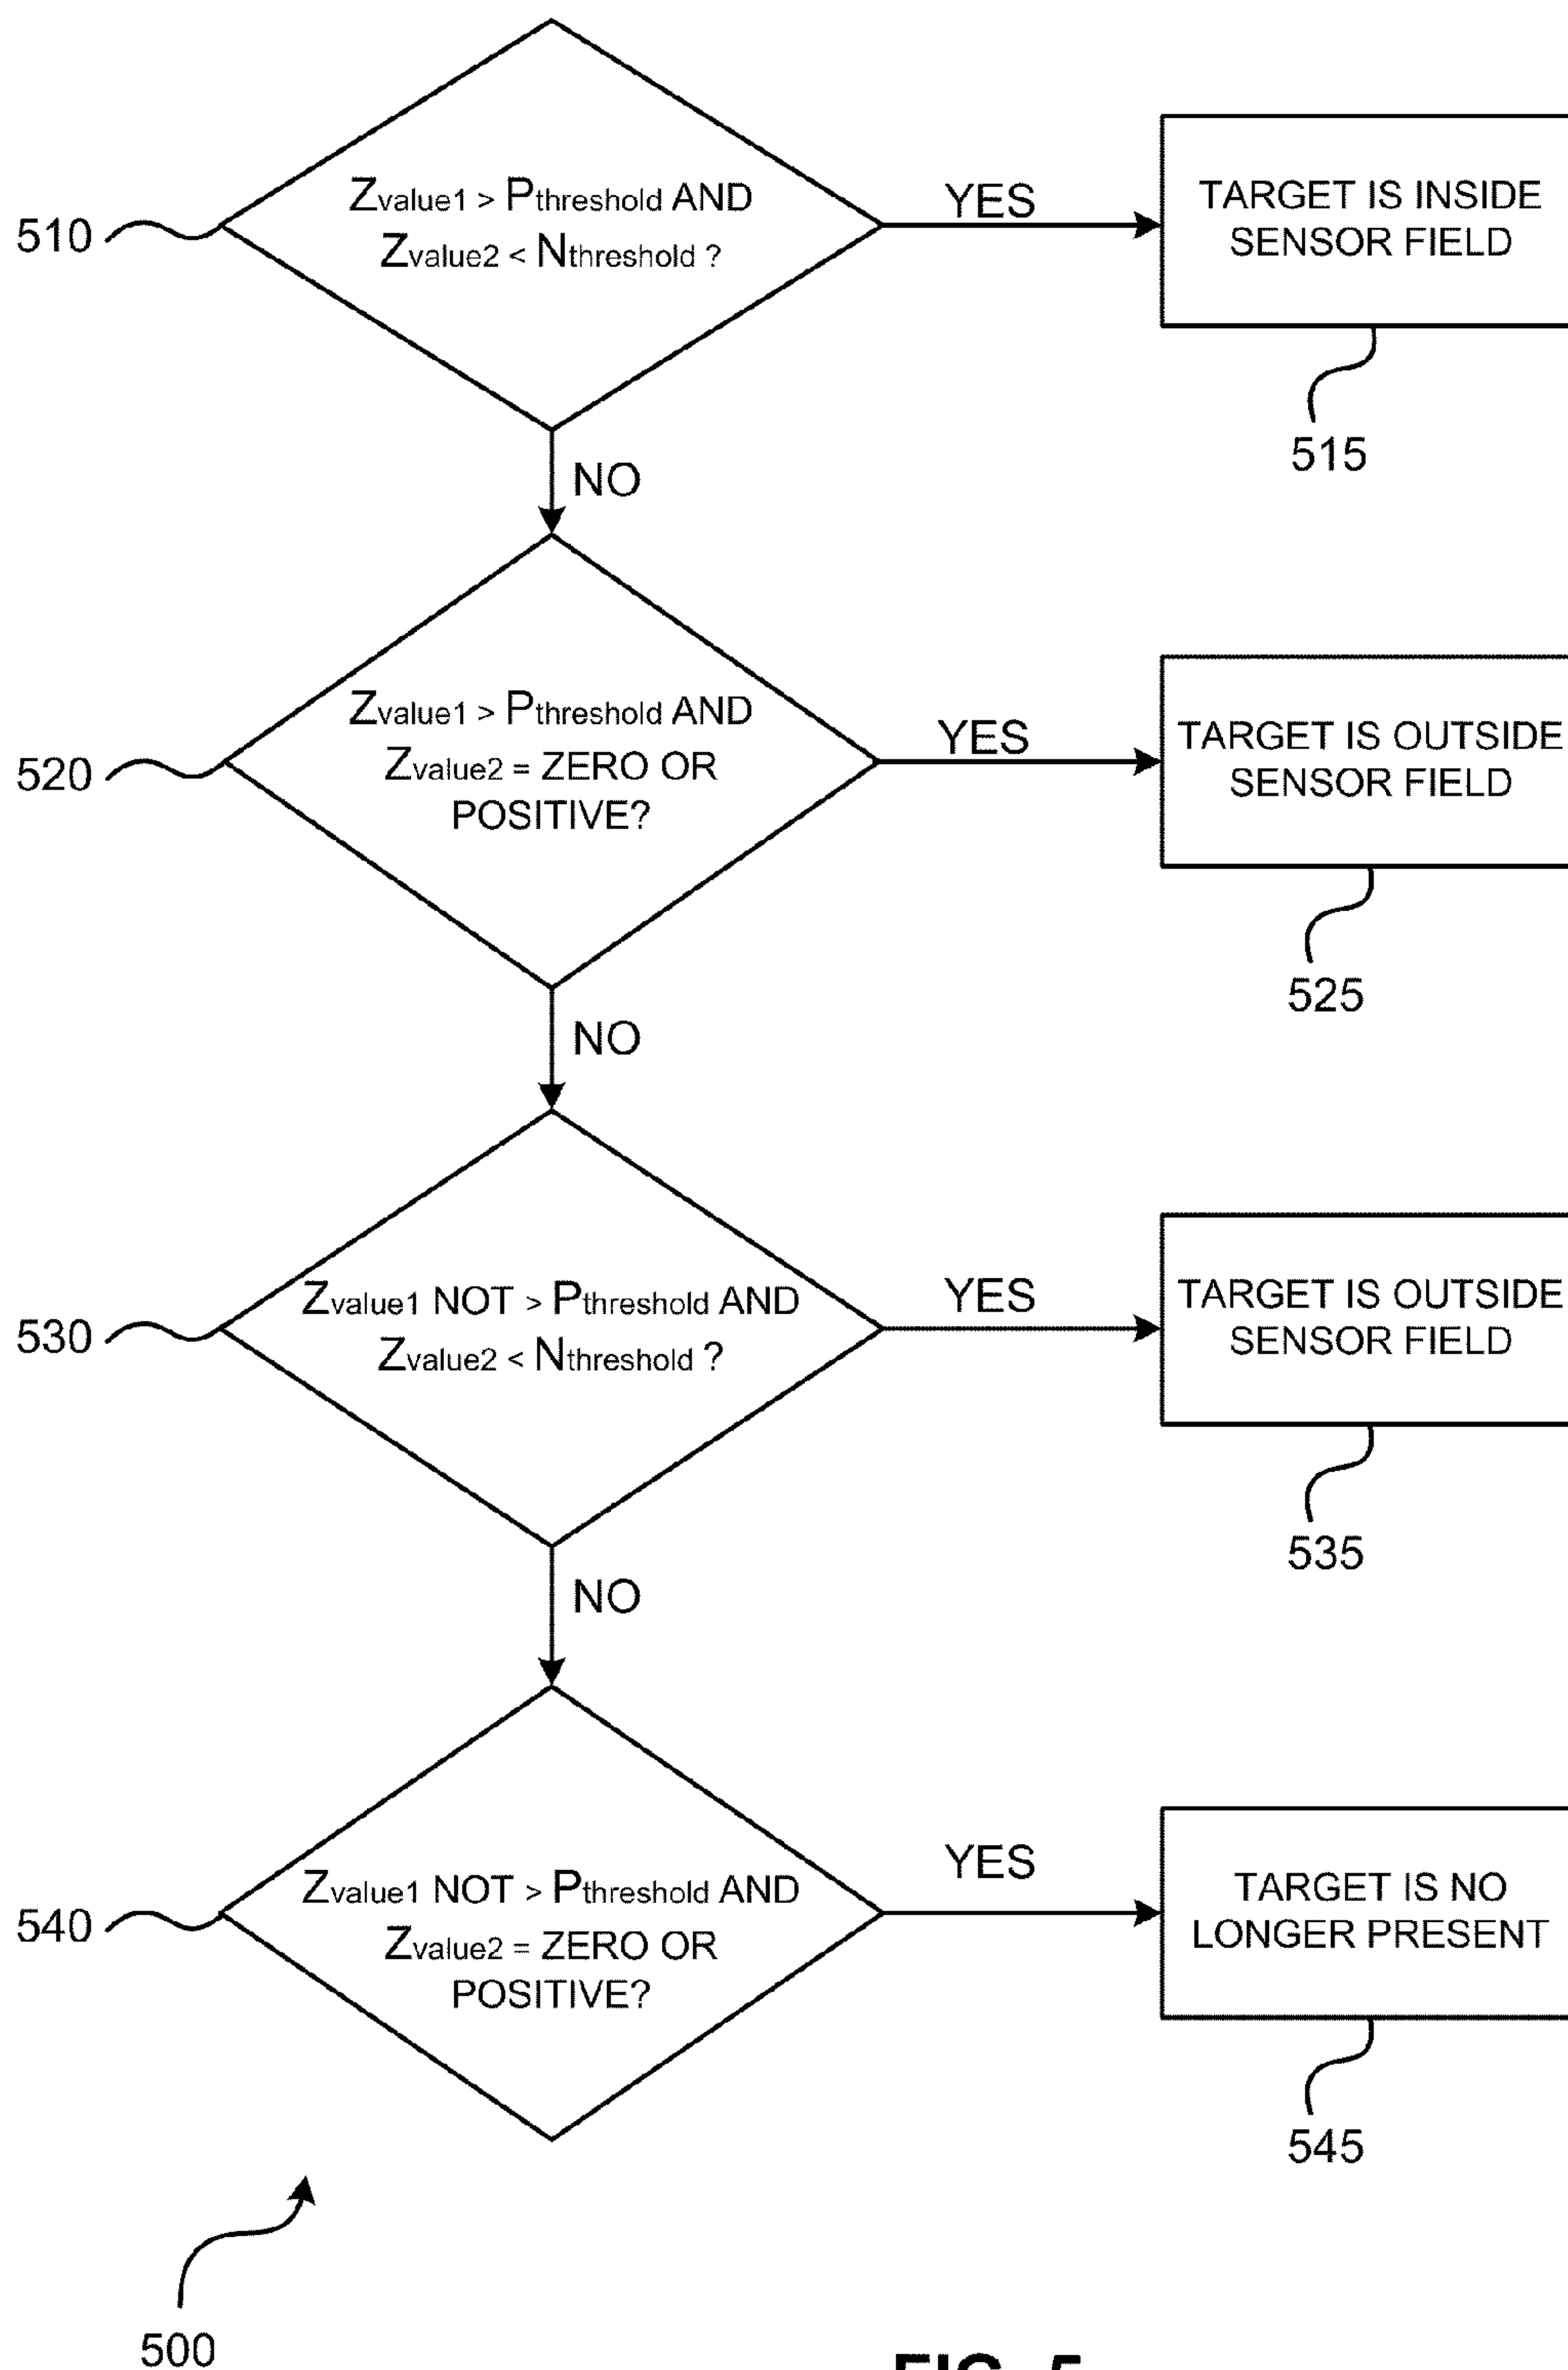 Zvalue1 > Pthreshold AND
Zvalue2 < Nthreshold ?
510
YES
TARGET IS INSIDE
SENSOR FIELD
515
NO
Zvalue1 > Pthreshold AND
Zvalue2 = ZERO OR
POSITIVE?
520
YES
TARGET IS OUTSIDE
SENSOR FIELD
525
NO
Zvalue1 NOT > Pthreshold AND
Zvalue2 < Nthreshold ?
530
YES
TARGET IS OUTSIDE
SENSOR FIELD
535
NO
Zvalue1 NOT > Pthreshold AND
Zvalue2 = ZERO OR
POSITIVE?
540
YES
TARGET IS NO
LONGER PRESENT
545
500
FIG. 5